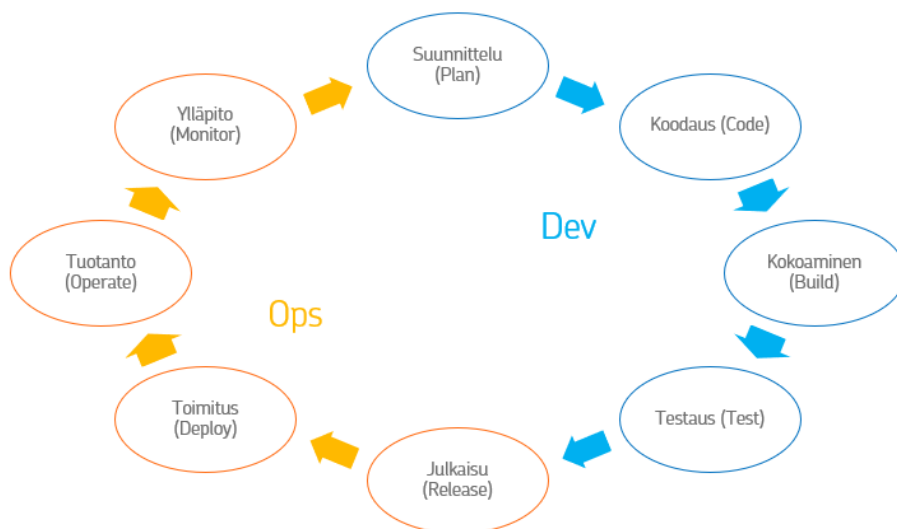 Suunnittelu
(Plan)
Koodaus (Code)
Kokoaminen
(Build)
Testaus (Test)
Julkaisu
(Release)
Toimitus
(Deploy)
Tuotanto
(Operate)
Ylläpito
(Monitor)
Dev
Ops